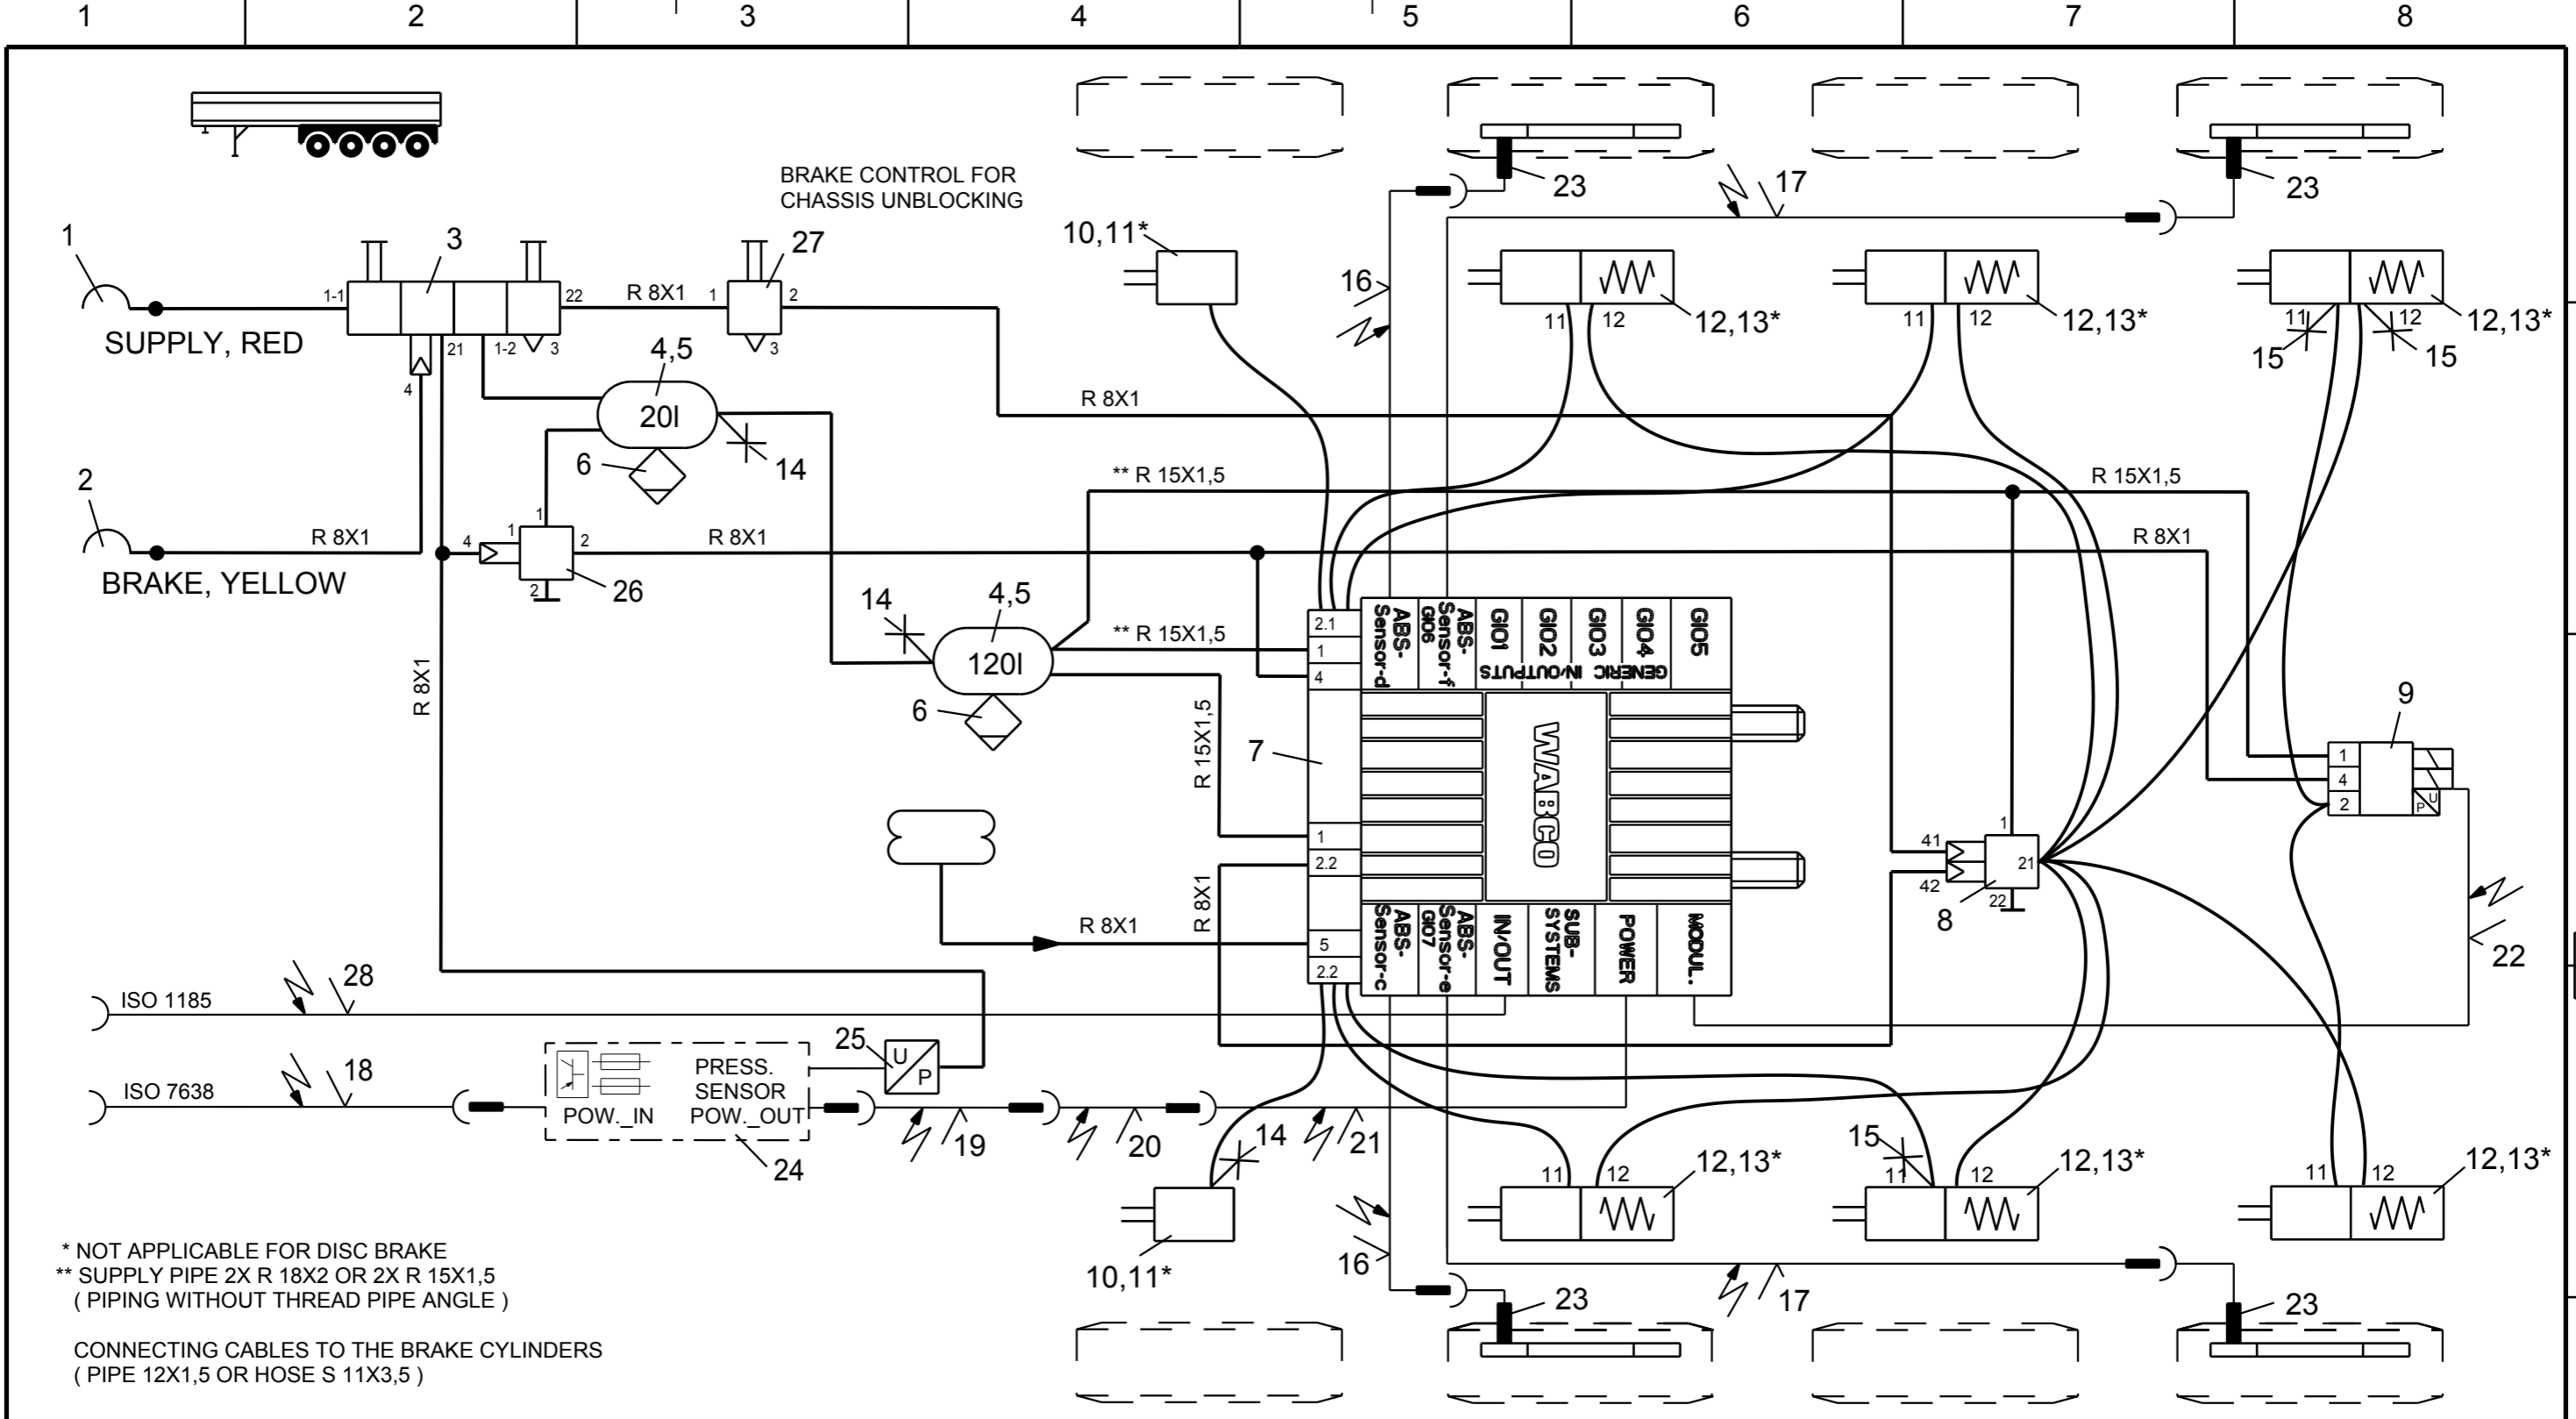 1 2 3 4 5 6 7 8
BRAKE CONTROL FOR
CHASSIS UNBLOCKING
23
17
23
1
3
27
10,11*
16
1-1
22
R 8X1
1
2
SUPPLY, RED
21
1-2
3
3
4
4,5
20l
6
14
11
12
12,13*
11
12
12,13*
11
12
12,13*
15
15
R 8X1
** R 15X1,5
R 15X1,5
2
R 8X1
4
1
1
2
2
R 8X1
R 8X1
BRAKE, YELLOW
26
14
4,5
120l
6
** R 15X1,5
R 8X1
R 15X1,5
7
2.1
1
4
1
2.2
5
2.2
ABS-
Sensor-d
ABS-
Sensor-f
GIO6
GIO1
GIO2
GIO3
GIO4
GIO5
GENERIC IN/OUTPUTS
WABCO
ABS-
Sensor-c
ABS-
Sensor-e
GIO7
IN/OUT
SUB-
SYSTEMS
POWER
MODUL.
9
1
4
2
U
P
1
41
42
21
22
8
22
R 8X1
R 8X1
28
ISO 1185
18
ISO 7638
25
U
P
PRESS.
SENSOR
POW._IN
POW._OUT
24
19
20
21
14
10,11*
16
11
12
12,13*
15
11
12
12,13*
11
12
12,13*
23
17
23
* NOT APPLICABLE FOR DISC BRAKE
** SUPPLY PIPE 2X R 18X2 OR 2X R 15X1,5
( PIPING WITHOUT THREAD PIPE ANGLE )
CONNECTING CABLES TO THE BRAKE CYLINDERS
( PIPE 12X1,5 OR HOSE S 11X3,5 )